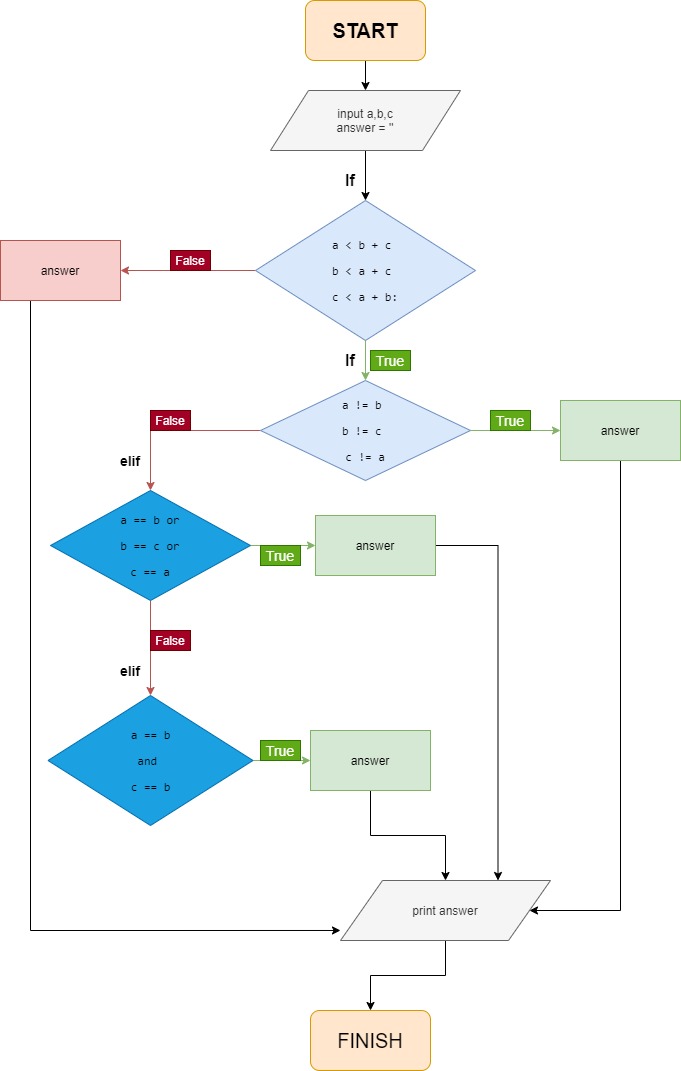 START
input a,b,c
answer = "
If
a < b + c
b < a + c
c < a + b:
False
answer
If
True
a != b
b != c
c != a
False
True
answer
elif
a == b or
b == c or
c == a
True
answer
False
elif
a == b
and
c == b
True
answer
print answer
FINISH